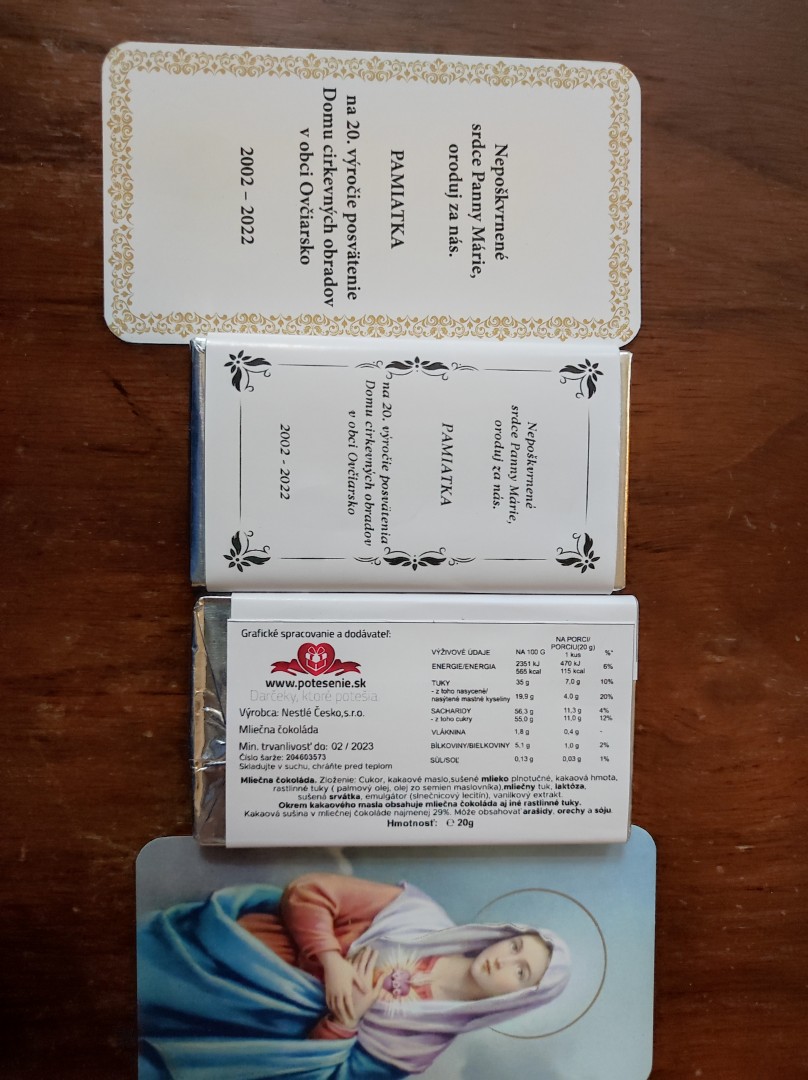 Nepoškvrnené
srdce Panny Márie,
oroduj za nás.
PAMIATKA
na 20. výročie posvätenie
Domu cirkevných obradov
v obci Ovčiarsko
2002 – 2022
Nepoškvrnené
srdce Panny Márie,
oroduj za nás.
PAMIATKA
na 20. výročie posvätenia
Domu cirkevných obradov
v obci Ovčiarsko
2002 - 2022
Grafické spracovanie a dodávateľ:
www.potesenie.sk
Darčeky, ktoré potešia.
Výrobca: Nestlé Česko,s.r.o.
Mliečna čokoláda
Min. trvanlivosť do: 02 / 2023
Číslo šarže: 204603573
Skladujte v suchu, chráňte pred teplom
NA PORCI/
VÝŽIVOVÉ ÚDAJE NA 100 G PORCIU(20 g) %*
1 kus
ENERGIE/ENERGIA 2351 kJ 470 kJ 6%
565 kcal 115 kcal
TUKY 35 g 7,0 g 10%
- z toho nasycené/
nasýtené mastné kyseliny 19,9 g 4,0 g 20%
SACHARIDY 56,3 g 11,3 g 4%
- z toho cukry 55,0 g 11,0 g 12%
VLÁKNINA 1,8 g 0,4 g -
BÍLKOVINY/BIELKOVINY 5,1 g 1,0 g 2%
SŮL/SOĽ 0,13 g 0,03 g 1%
Mliečna čokoláda. Zloženie: Cukor, kakaové maslo,sušené mlieko plnotučné, kakaová hmota,
rastlinné tuky ( palmový olej, olej zo semien maslovníka),mliečny tuk, laktóza,
sušená srvátka, emulgátor (slnečnicový lecitín), vanilkový extrakt.
Okrem kakaového masla obsahuje mliečna čokoláda aj iné rastlinné tuky.
Kakaová sušina v mliečnej čokoláde najmenej 29%. Môže obsahovať arašidy, orechy a sóju.
Hmotnosť: ℮ 20g